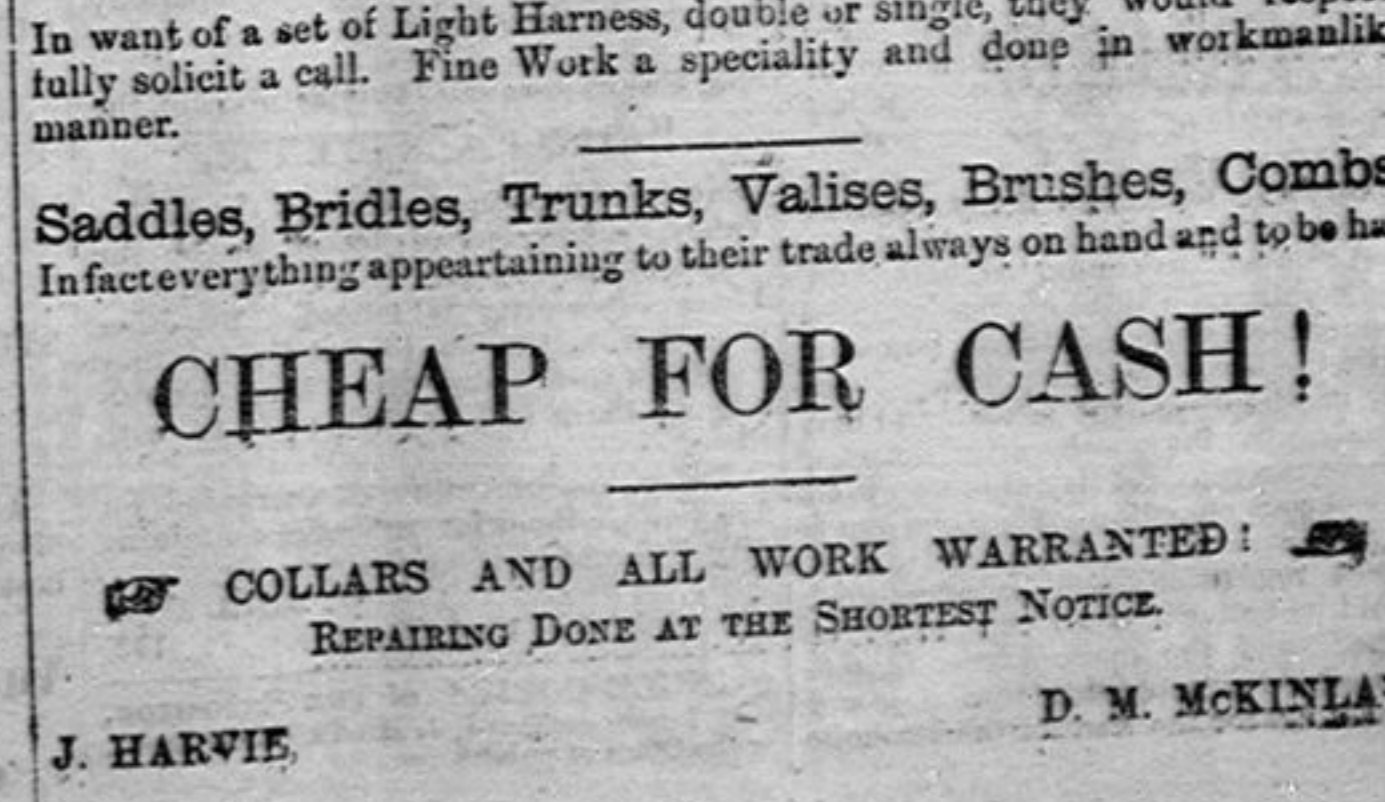 In want of a set of Light Harness, double or single, they would respec
fully solicit a call. Fine Work a speciality and done in workmanlik
manner.
Saddles, Bridles, Trunks, Valises, Brushes, Combs
In fact everything appeartaining to their trade always on hand and to be ha
CHEAP FOR CASH!
☞ COLLARS AND ALL WORK WARRANTED! ☜
REPAIRING DONE AT THE SHORTEST NOTICE.
D. M. McKINLA
J. HARVIE,